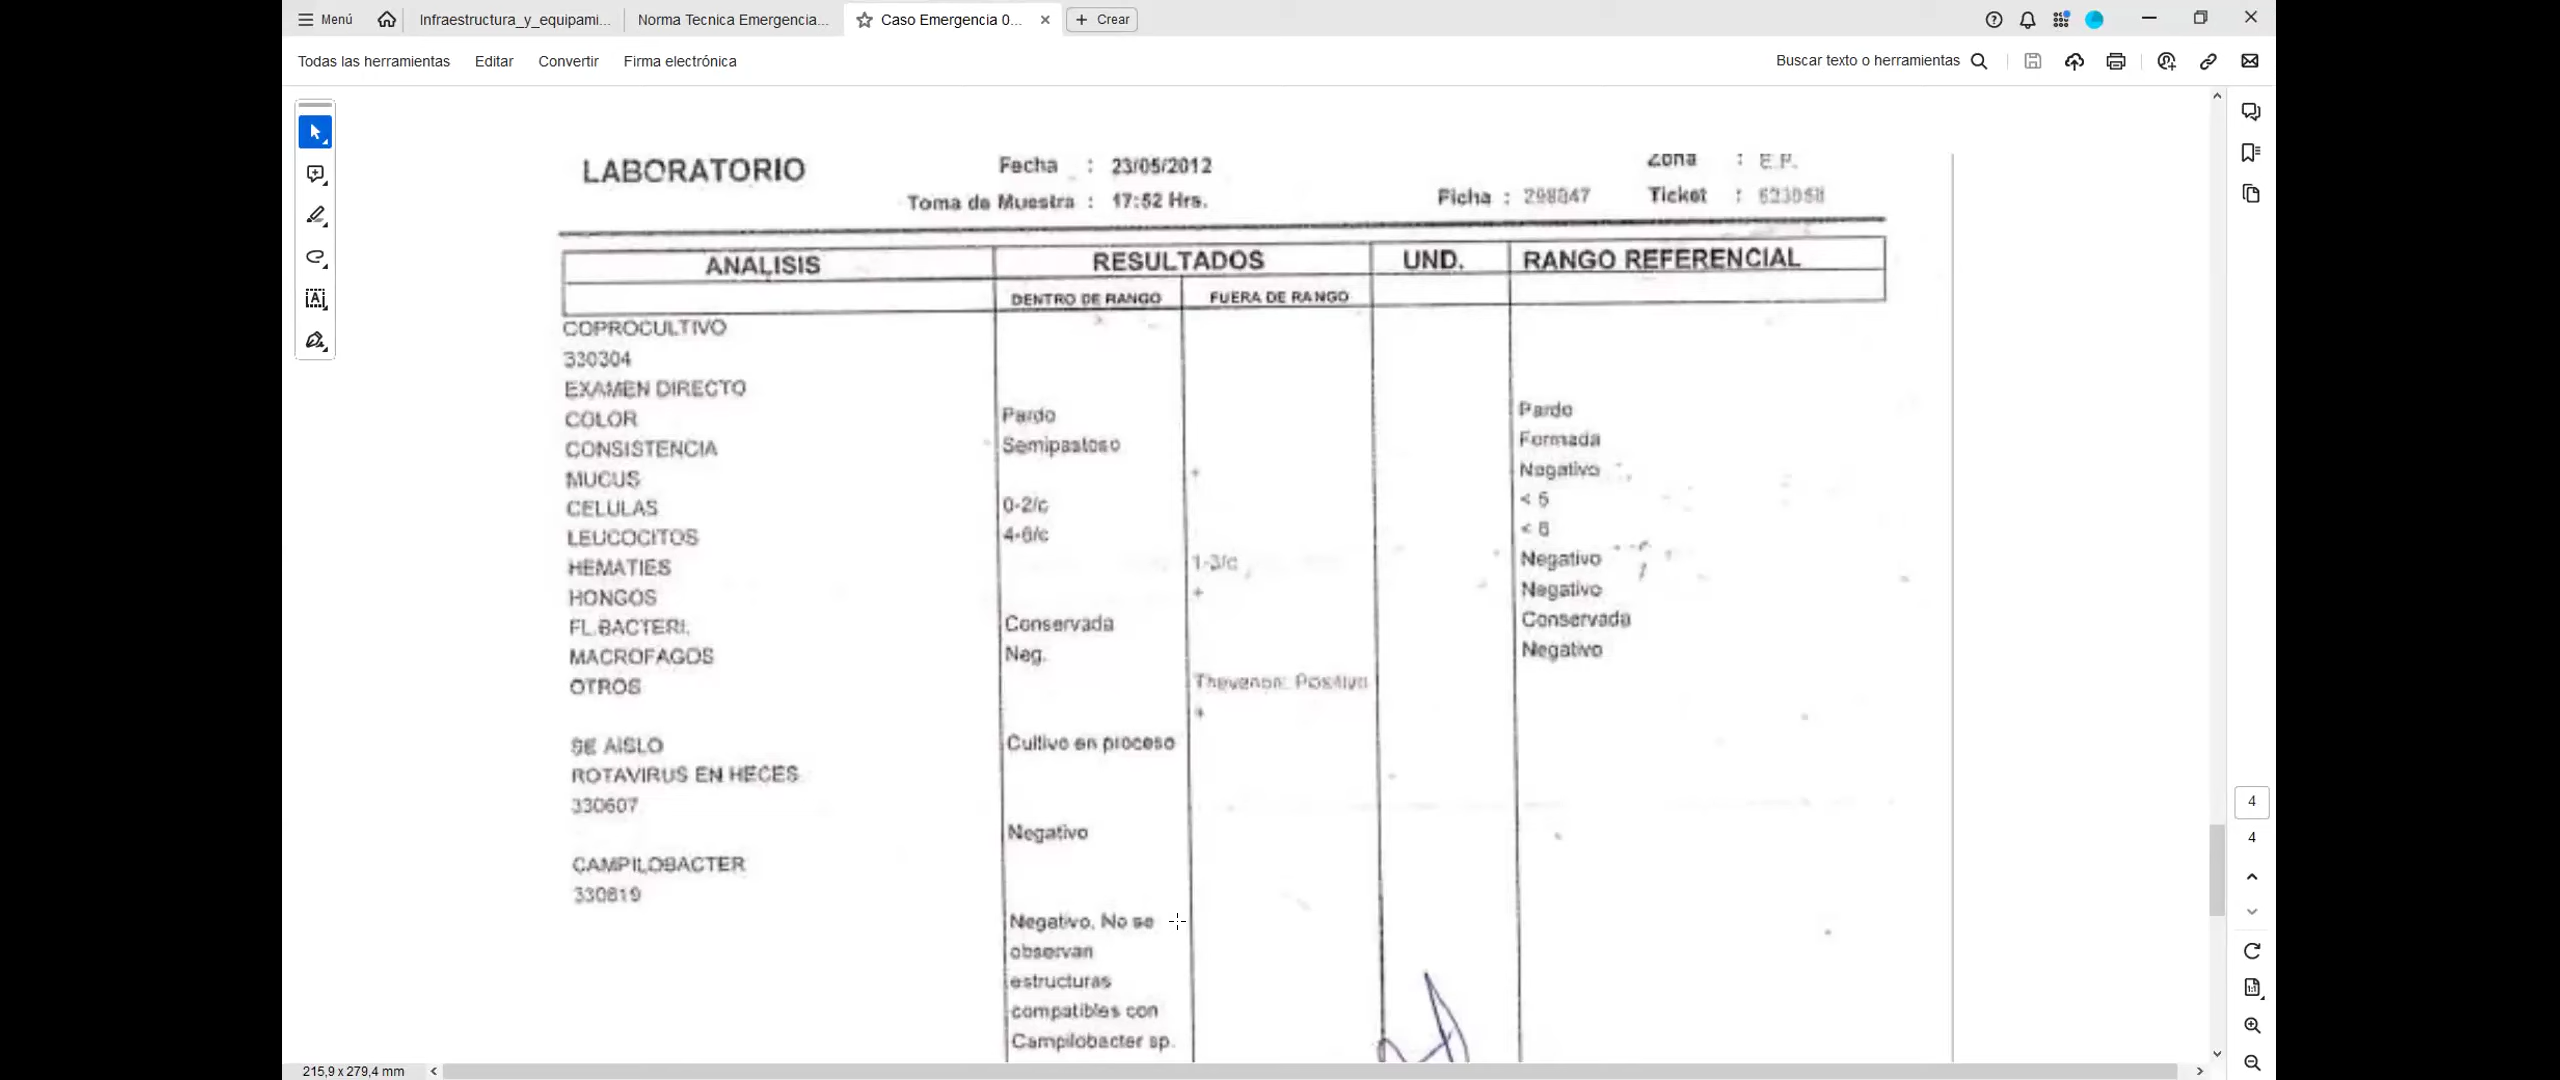 Menú
Infraestructura_y_equipami...
Norma Tecnica Emergencia...
Caso Emergencia 0...
Crear
Todas las herramientas
Editar
Convertir
Firma electrónica
Buscar texto o herramientas
LABORATORIO
Fecha : 23/05/2012
Zona : E.P.
Toma de Muestra : 17:52 Hrs.
Ficha : 298847
Ticket :
ANALISIS
RESULTADOS
UND.
RANGO REFERENCIAL
DENTRO DE RANGO
FUERA DE RANGO
COPROCULTIVO
330304
EXAMEN DIRECTO
COLOR Pardo Pardo
CONSISTENCIA Semipastoso Formada
MUCUS + Negativo
CELULAS 0-2/c < 5
LEUCOCITOS 4-6/c
HEMATIES 1-3/c Negativo
HONGOS + Negativo
FL.BACTERI. Conservada Conservada
MACROFAGOS Neg. Negativo
OTROS Thevenon: Positivo
+
SE AISLO Cultivo en proceso
ROTAVIRUS EN HECES
330607
Negativo
CAMPILOBACTER
330619
Negativo. No se
observan
estructuras
compatibles con
Campilobacter sp.
4
4
215,9 x 279,4 mm